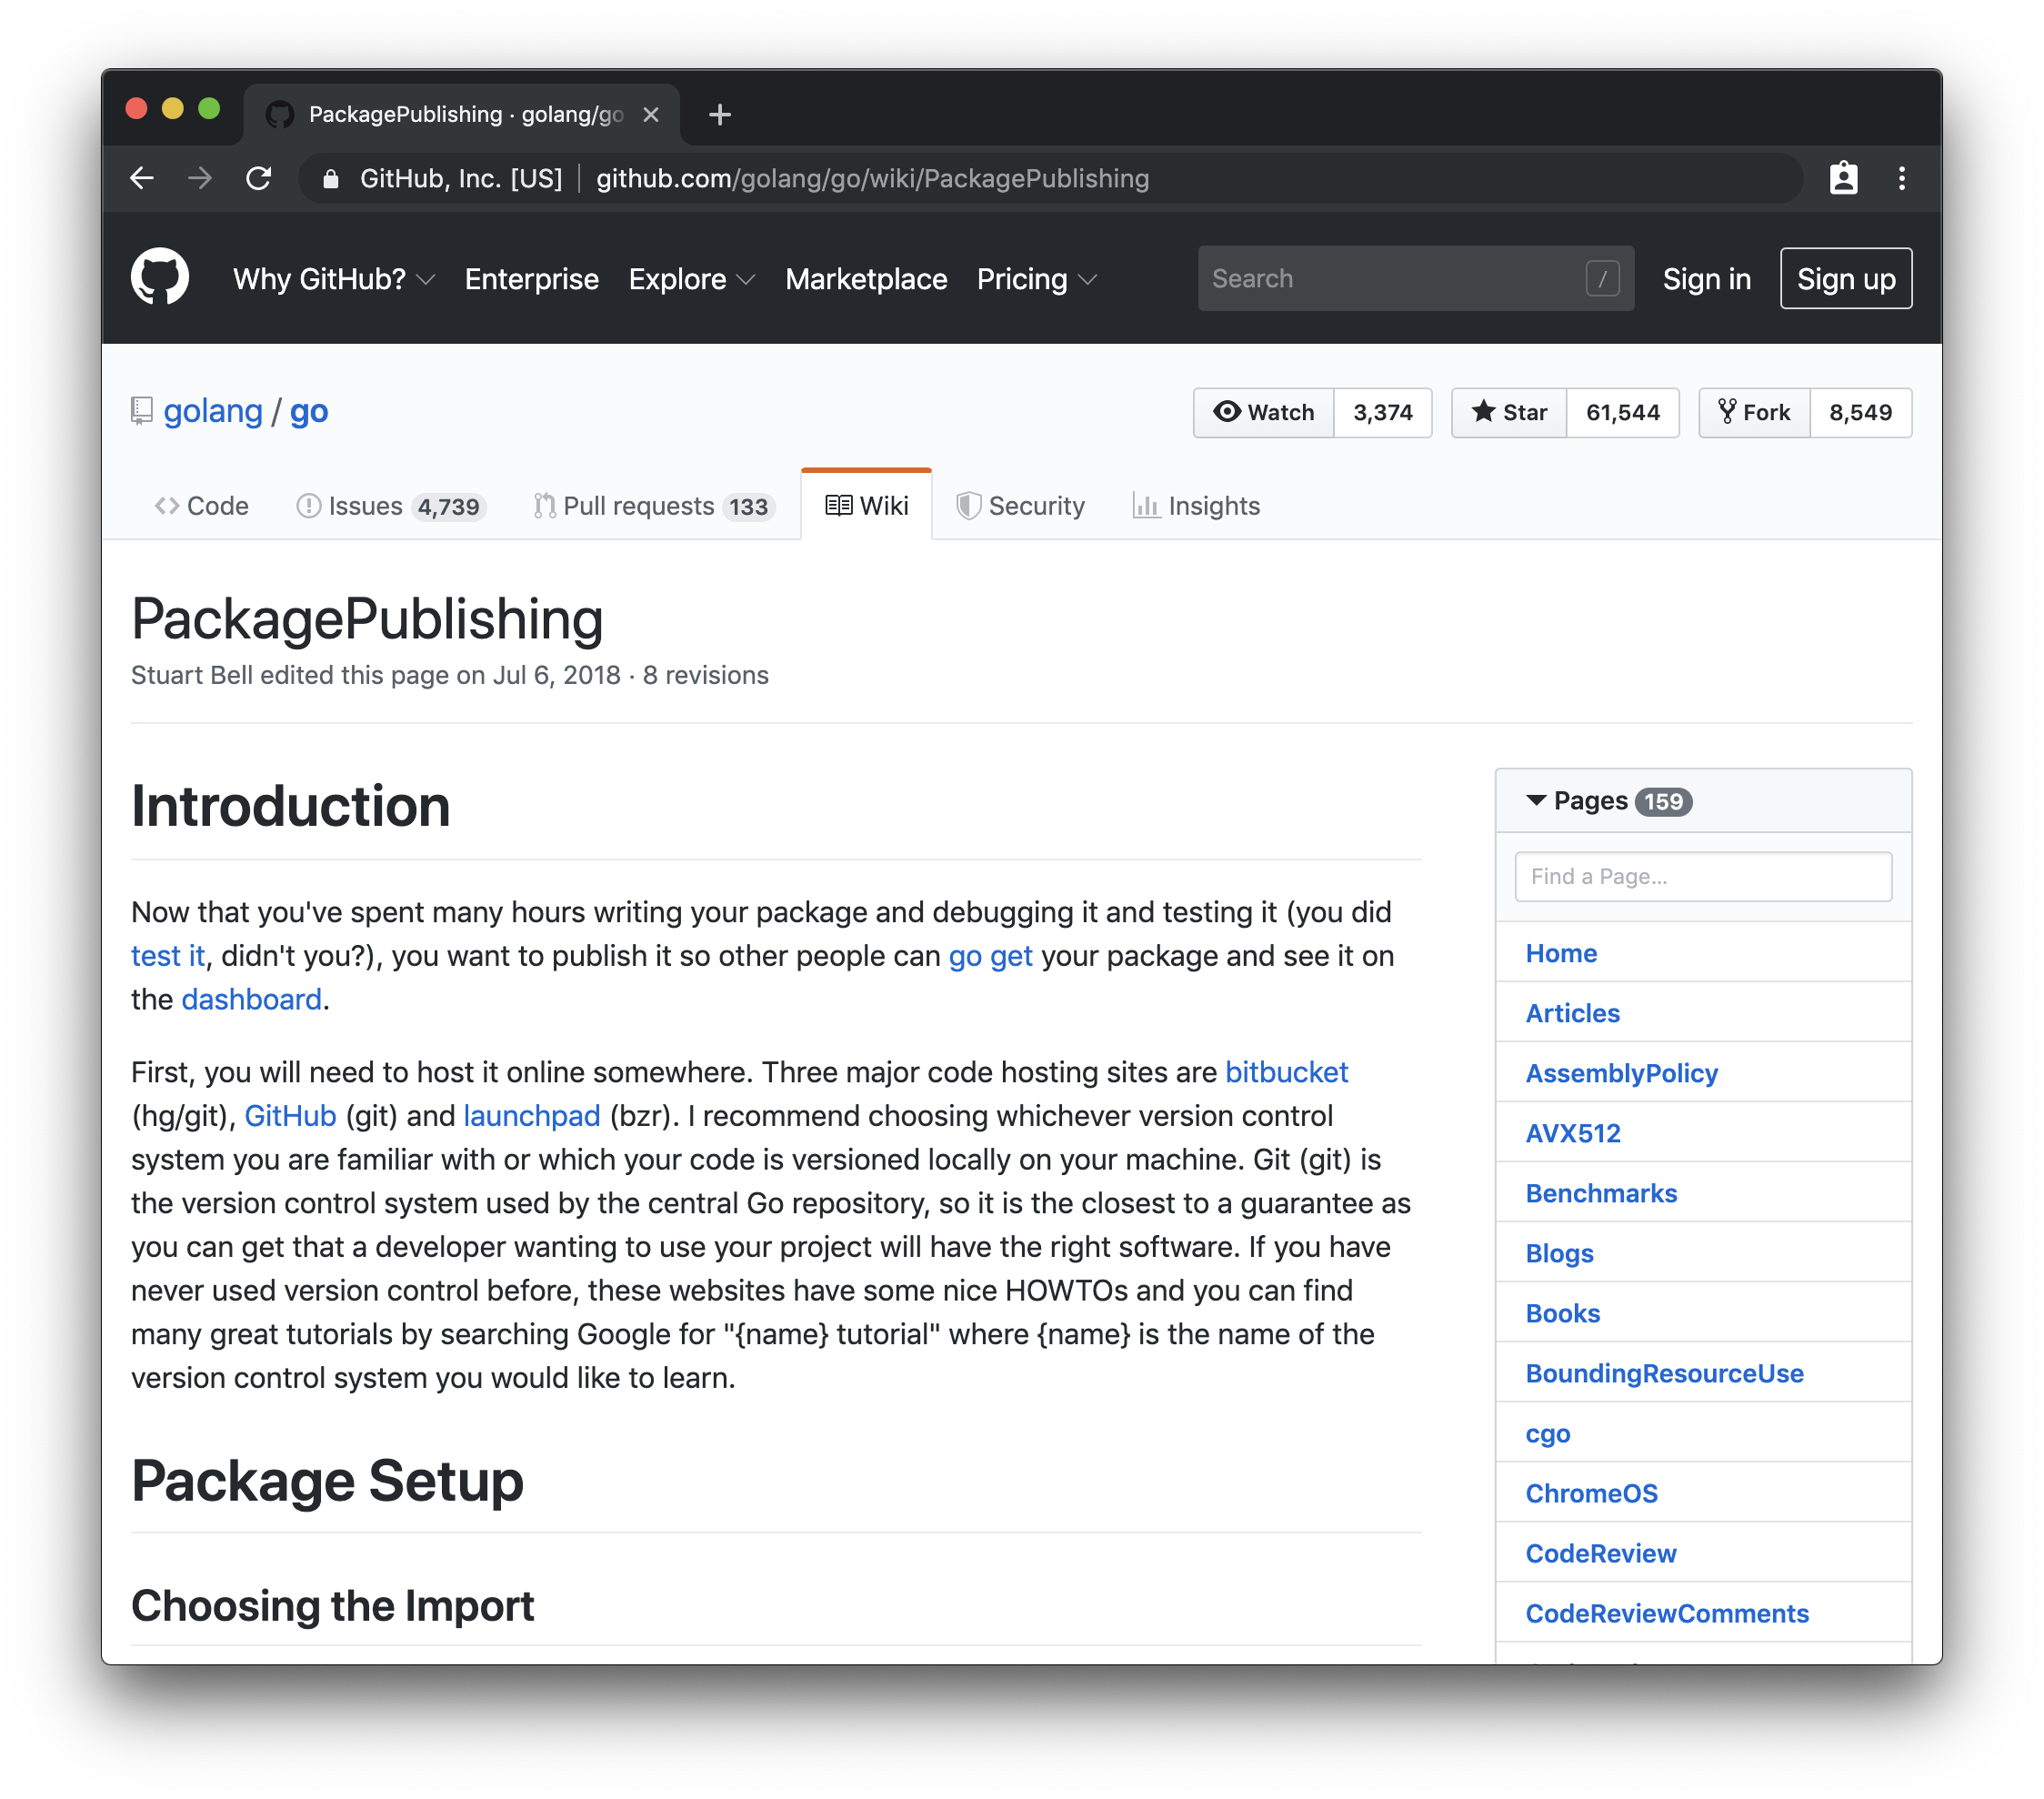 PackagePublishing · golang/go
GitHub, Inc. [US] github.com/golang/go/wiki/PackagePublishing
Why GitHub? Enterprise Explore Marketplace Pricing Search / Sign in Sign up
golang / go Watch 3,374 Star 61,544 Fork 8,549
Code Issues 4,739 Pull requests 133 Wiki Security Insights
PackagePublishing
Stuart Bell edited this page on Jul 6, 2018 · 8 revisions
Introduction
Now that you've spent many hours writing your package and debugging it and testing it (you did
test it, didn't you?), you want to publish it so other people can go get your package and see it on
the dashboard.
First, you will need to host it online somewhere. Three major code hosting sites are bitbucket
(hg/git), GitHub (git) and launchpad (bzr). I recommend choosing whichever version control
system you are familiar with or which your code is versioned locally on your machine. Git (git) is
the version control system used by the central Go repository, so it is the closest to a guarantee as
you can get that a developer wanting to use your project will have the right software. If you have
never used version control before, these websites have some nice HOWTOs and you can find
many great tutorials by searching Google for "{name} tutorial" where {name} is the name of the
version control system you would like to learn.
Package Setup
Choosing the Import
Pages 159
Find a Page...
Home
Articles
AssemblyPolicy
AVX512
Benchmarks
Blogs
Books
BoundingResourceUse
cgo
ChromeOS
CodeReview
CodeReviewComments